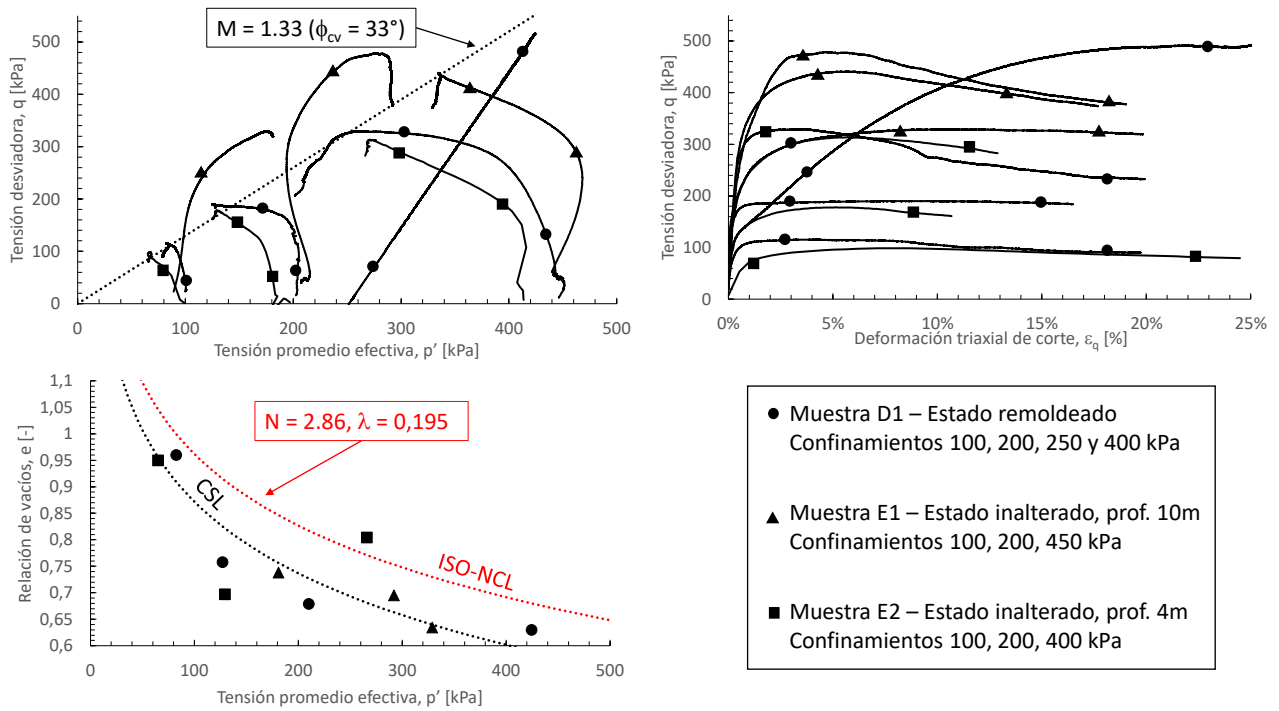 M = 1.33 (ϕcv = 33°)
Tensión desviadora, q [kPa]
500
400
300
200
100
0
0 100 200 300 400 500
Tensión promedio efectiva, p’ [kPa]
Tensión desviadora, q [kPa]
500
400
300
200
100
0
0% 5% 10% 15% 20% 25%
Deformación triaxial de corte, εq [%]
Relación de vacíos, e [-]
1,1
1
0,95
0,9
0,85
0,8
0,75
0,7
0,65
0,6
N = 2.86, λ = 0,195
CSL
ISO-NCL
0 100 200 300 400 500
Tensión promedio efectiva, p’ [kPa]
Muestra D1 – Estado remoldeado
Confinamientos 100, 200, 250 y 400 kPa
Muestra E1 – Estado inalterado, prof. 10m
Confinamientos 100, 200, 450 kPa
Muestra E2 – Estado inalterado, prof. 4m
Confinamientos 100, 200, 400 kPa